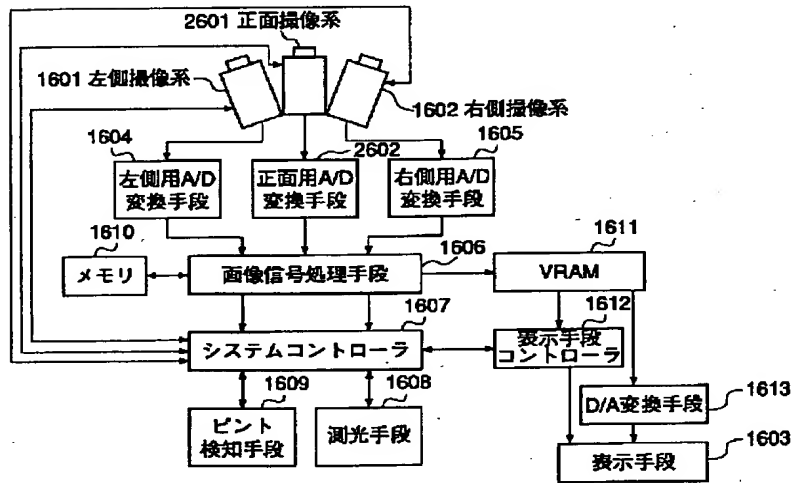 2601 正面撮像系
1601 左側撮像系
1602 右側撮像系
1604
2602
1605
左側用A/D
変換手段
正面用A/D
変換手段
右側用A/D
変換手段
1610
メモリ
1606
画像信号処理手段
1611
VRAM
1607
システムコントローラ
1612
表示手段
コントローラ
1609
ピント
検知手段
1608
測光手段
D/A変換手段
1613
表示手段
1603